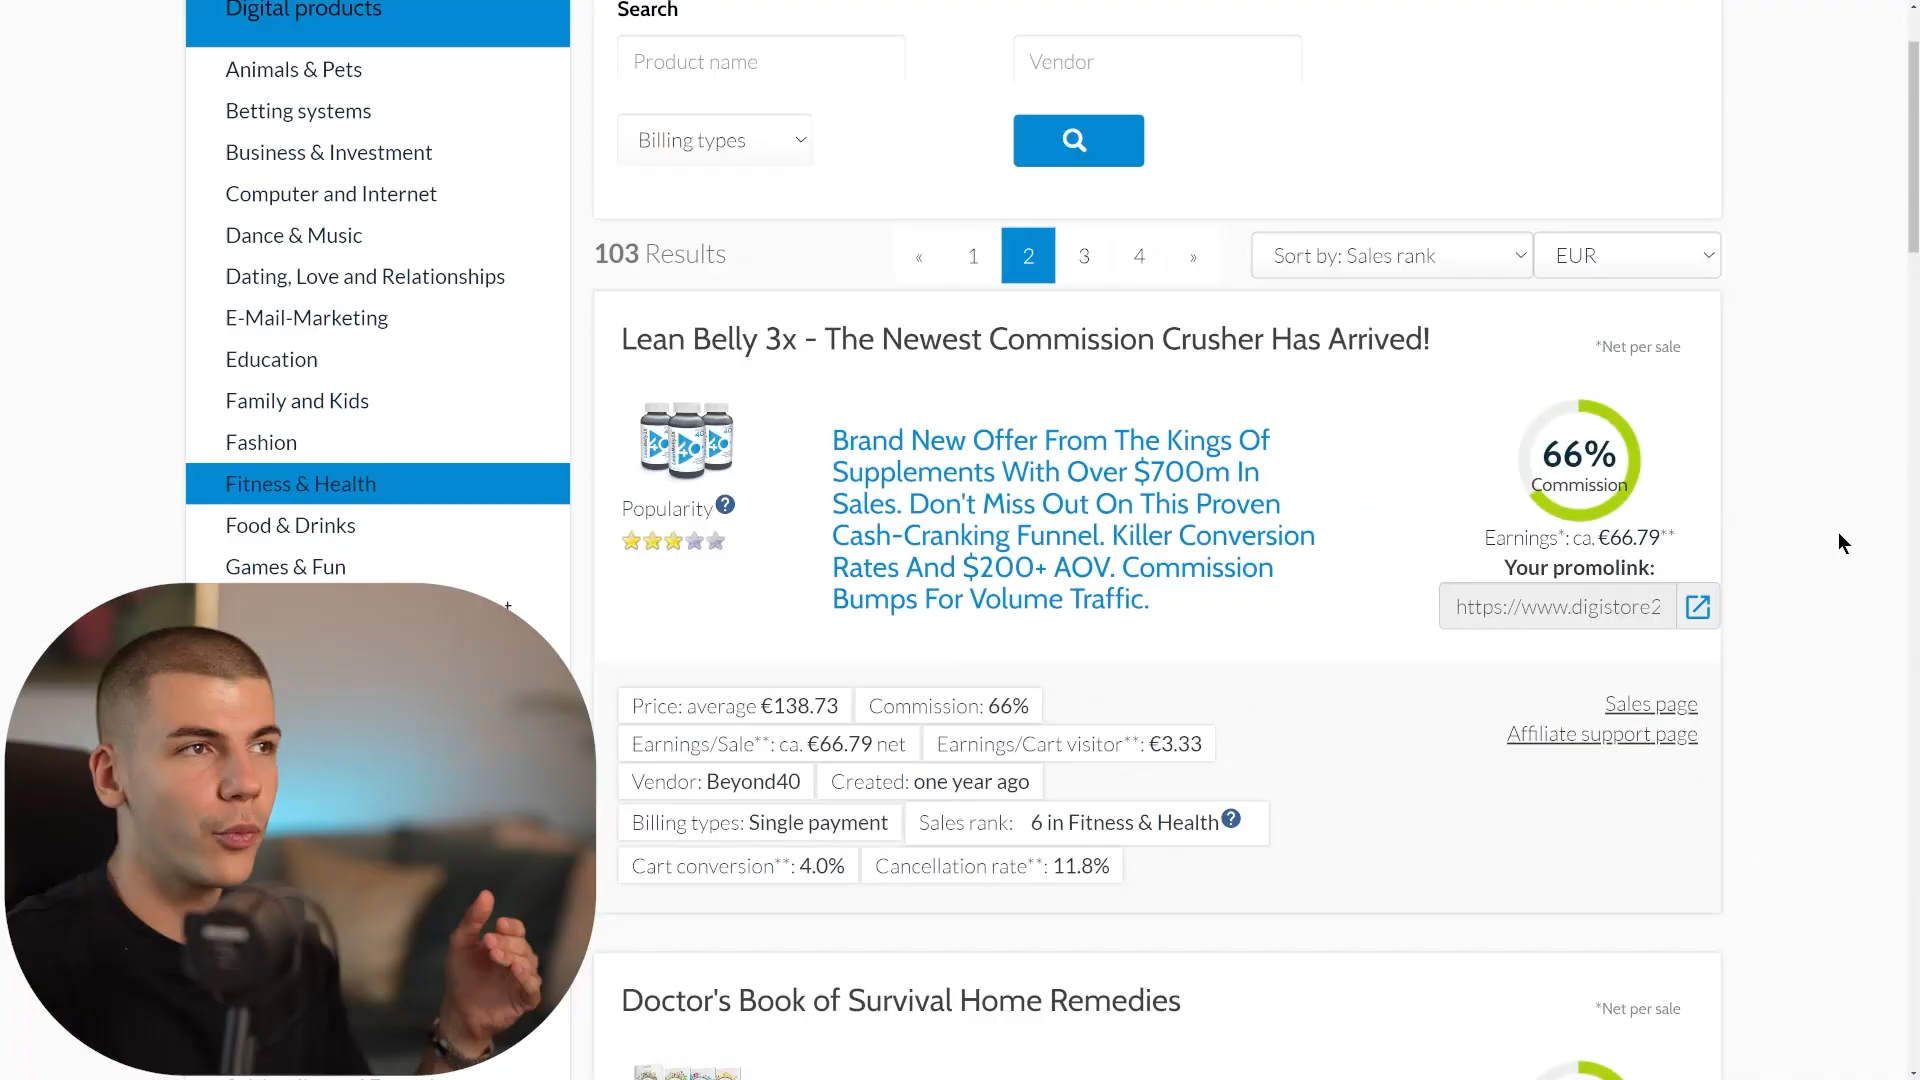 Digital products
Animals & Pets
Betting systems
Business & Investment
Computer and Internet
Dance & Music
Dating, Love and Relationships
E-Mail-Marketing
Education
Family and Kids
Fashion
Fitness & Health
Food & Drinks
Games & Fun
Search
Product name
Vendor
Billing types
103 Results
« 1 2 3 4 »
Sort by: Sales rank
EUR
Lean Belly 3x - The Newest Commission Crusher Has Arrived!
*Net per sale
Popularity ?
Brand New Offer From The Kings Of
Supplements With Over $700m In
Sales. Don't Miss Out On This Proven
Cash-Cranking Funnel. Killer Conversion
Rates And $200+ AOV. Commission
Bumps For Volume Traffic.
66%
Commission
Earnings*: ca. €66.79**
Your promolink:
https://www.digistore2
Price: average €138.73
Commission: 66%
Earnings/Sale**: ca. €66.79 net
Earnings/Cart visitor**: €3.33
Vendor: Beyond40
Created: one year ago
Billing types: Single payment
Sales rank: 6 in Fitness & Health ?
Cart conversion**: 4.0%
Cancellation rate**: 11.8%
Sales page
Affiliate support page
Doctor's Book of Survival Home Remedies
*Net per sale